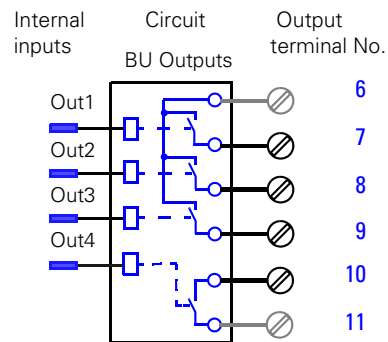 Internal inputs
Circuit
Output terminal No.
BU Outputs
Out1
Out2
Out3
Out4
6
7
8
9
10
11